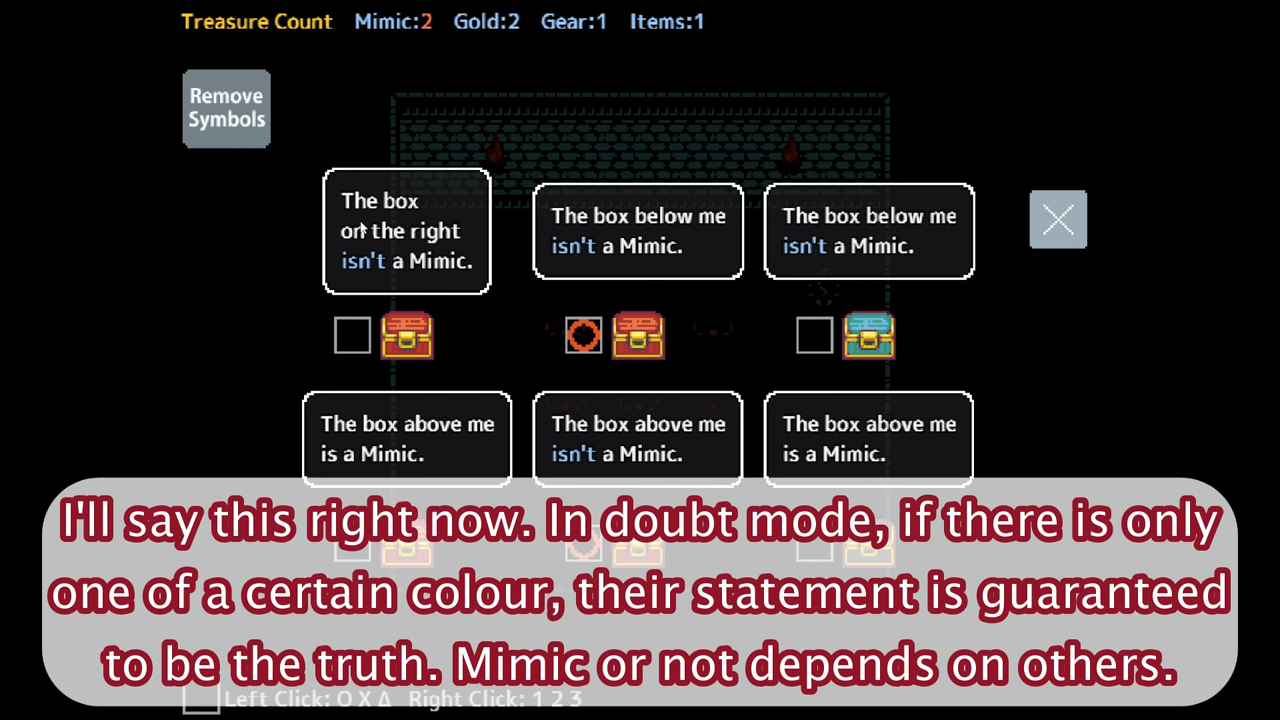 Treasure Count Mimic:2 Gold:2 Gear:1 Items:1
Remove
Symbols
The box
on the right
isn't a Mimic.
The box below me
isn't a Mimic.
The box below me
isn't a Mimic.
The box above me
is a Mimic.
The box above me
isn't a Mimic.
The box above me
is a Mimic.
I'll say this right now. In doubt mode, if there is only
one of a certain colour, their statement is guaranteed
to be the truth. Mimic or not depends on others.
Left Click: O X Δ Right Click: 1 2 3